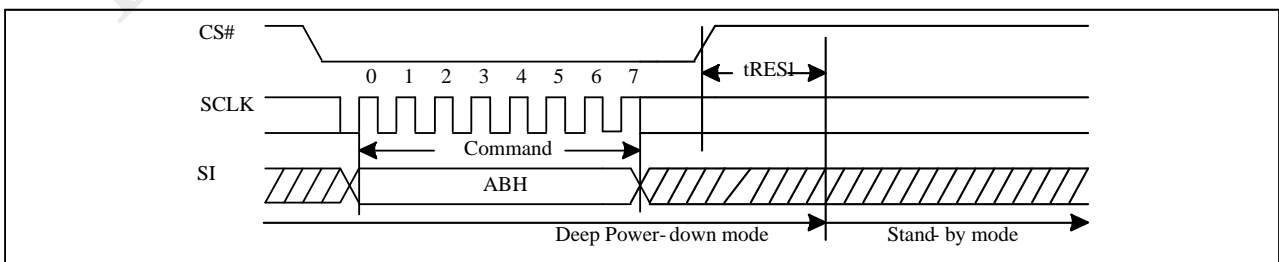 CS#
tRES1
0 1 2 3 4 5 6 7
SCLK
Command
SI
ABH
Deep Power-down mode
Stand-by mode